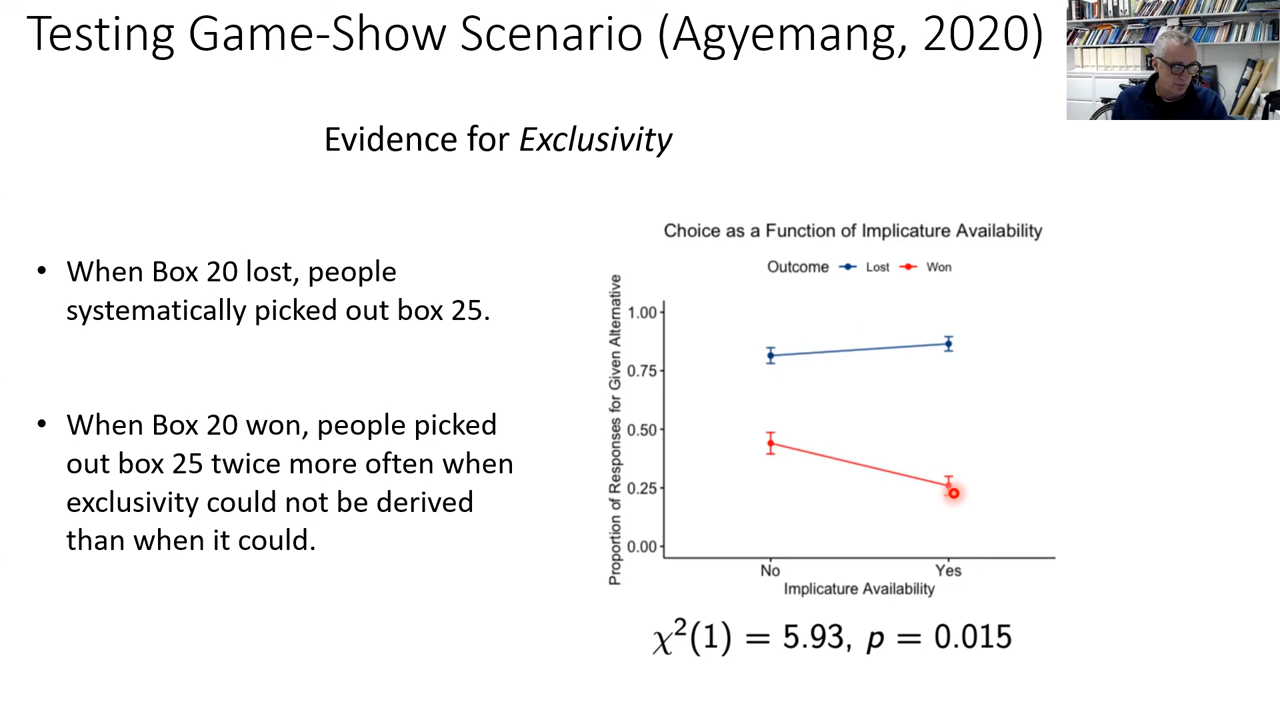 Testing Game-Show Scenario (Agyemang, 2020)
Evidence for Exclusivity
• When Box 20 lost, people
systematically picked out box 25.
• When Box 20 won, people picked
out box 25 twice more often when
exclusivity could not be derived
than when it could.
Choice as a Function of Implicature Availability
Outcome Lost Won
Proportion of Responses for Given Alternative
1.00
0.75
0.50
0.25
0.00
No Yes
Implicature Availability
χ²(1) = 5.93, p = 0.015